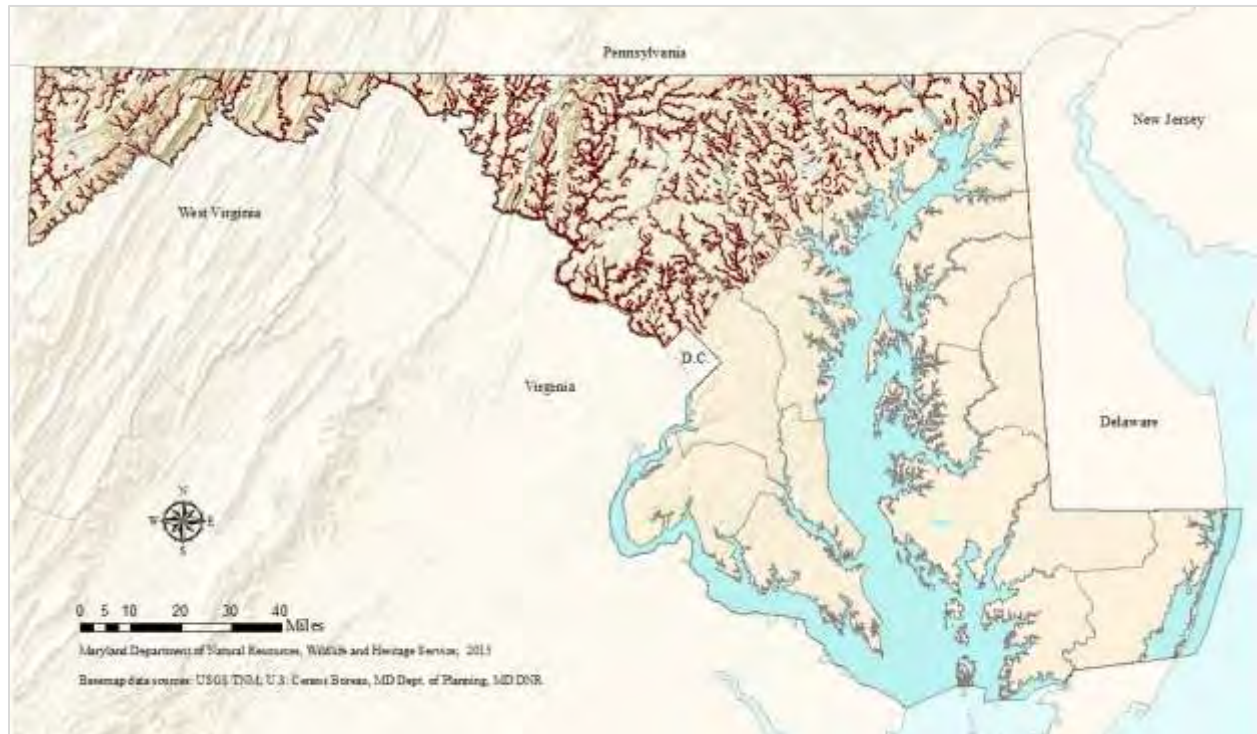 Pennsylvania
New Jersey
West Virginia
D.C.
Virginia
Delaware
N
W E
S
0 5 10 20 30 40
Miles
Maryland Department of Natural Resources, Wildlife and Heritage Service, 2015
Basemap data sources: USGS TNM, U.S. Census Bureau, MD Dept. of Planning, MD DNR